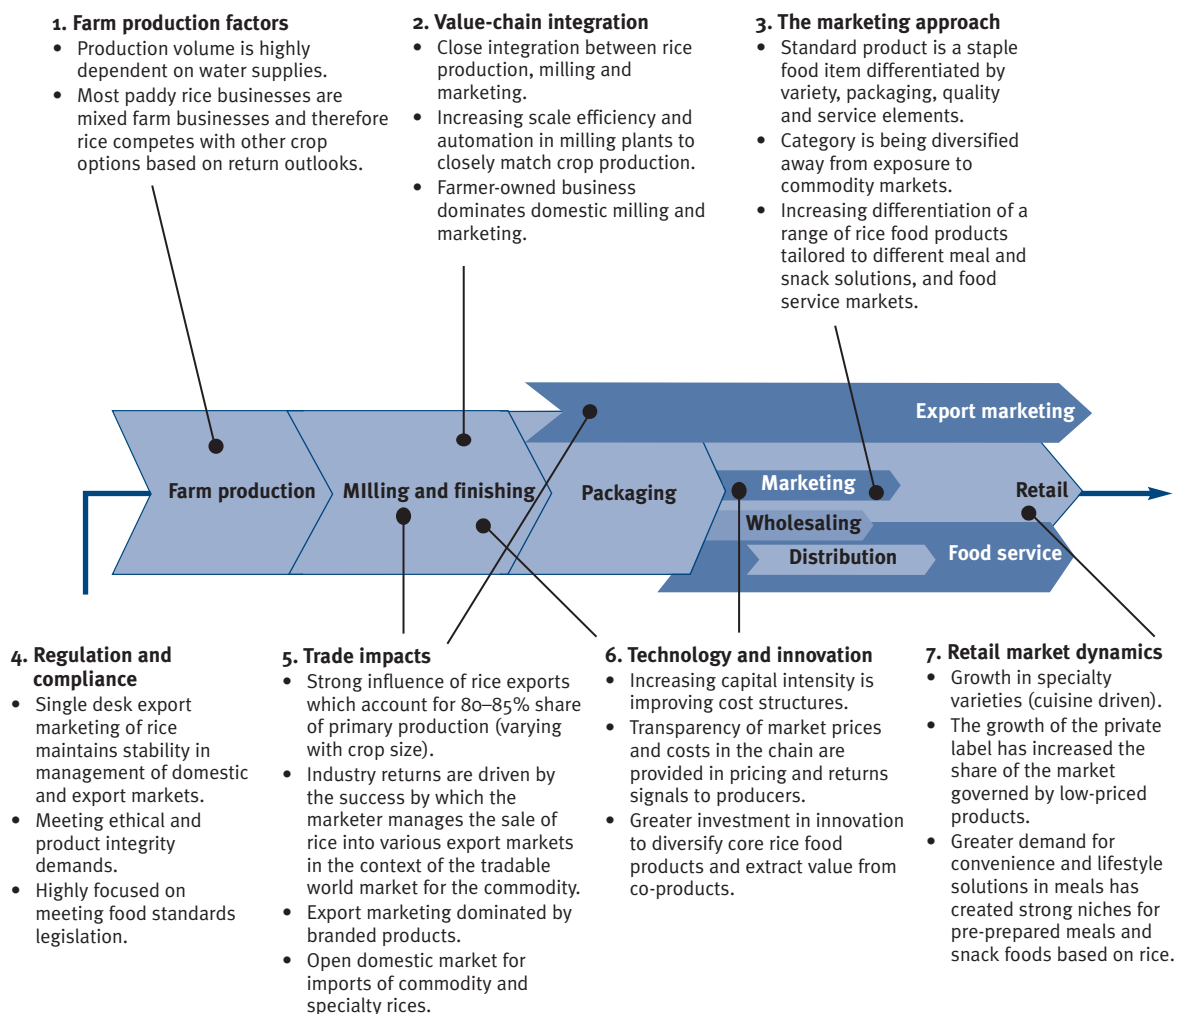 1. Farm production factors
• Production volume is highly
dependent on water supplies.
• Most paddy rice businesses are
mixed farm businesses and therefore
rice competes with other crop
options based on return outlooks.
2. Value-chain integration
• Close integration between rice
production, milling and
marketing.
• Increasing scale efficiency and
automation in milling plants to
closely match crop production.
• Farmer-owned business
dominates domestic milling and
marketing.
3. The marketing approach
• Standard product is a staple
food item differentiated by
variety, packaging, quality
and service elements.
• Category is being diversified
away from exposure to
commodity markets.
• Increasing differentiation of a
range of rice food products
tailored to different meal and
snack solutions, and food
service markets.
Export marketing
Farm production
MIlling and finishing
Packaging
Marketing
Retail
Wholesaling
Distribution
Food service
4. Regulation and
compliance
• Single desk export
marketing of rice
maintains stability in
management of domestic
and export markets.
• Meeting ethical and
product integrity
demands.
• Highly focused on
meeting food standards
legislation.
5. Trade impacts
• Strong influence of rice exports
which account for 80–85% share
of primary production (varying
with crop size).
• Industry returns are driven by
the success by which the
marketer manages the sale of
rice into various export markets
in the context of the tradable
world market for the commodity.
• Export marketing dominated by
branded products.
• Open domestic market for
imports of commodity and
specialty rices.
6. Technology and innovation
• Increasing capital intensity is
improving cost structures.
• Transparency of market prices
and costs in the chain are
provided in pricing and returns
signals to producers.
• Greater investment in innovation
to diversify core rice food
products and extract value from
co-products.
7. Retail market dynamics
• Growth in specialty
varieties (cuisine driven).
• The growth of the private
label has increased the
share of the market
governed by low-priced
products.
• Greater demand for
convenience and lifestyle
solutions in meals has
created strong niches for
pre-prepared meals and
snack foods based on rice.